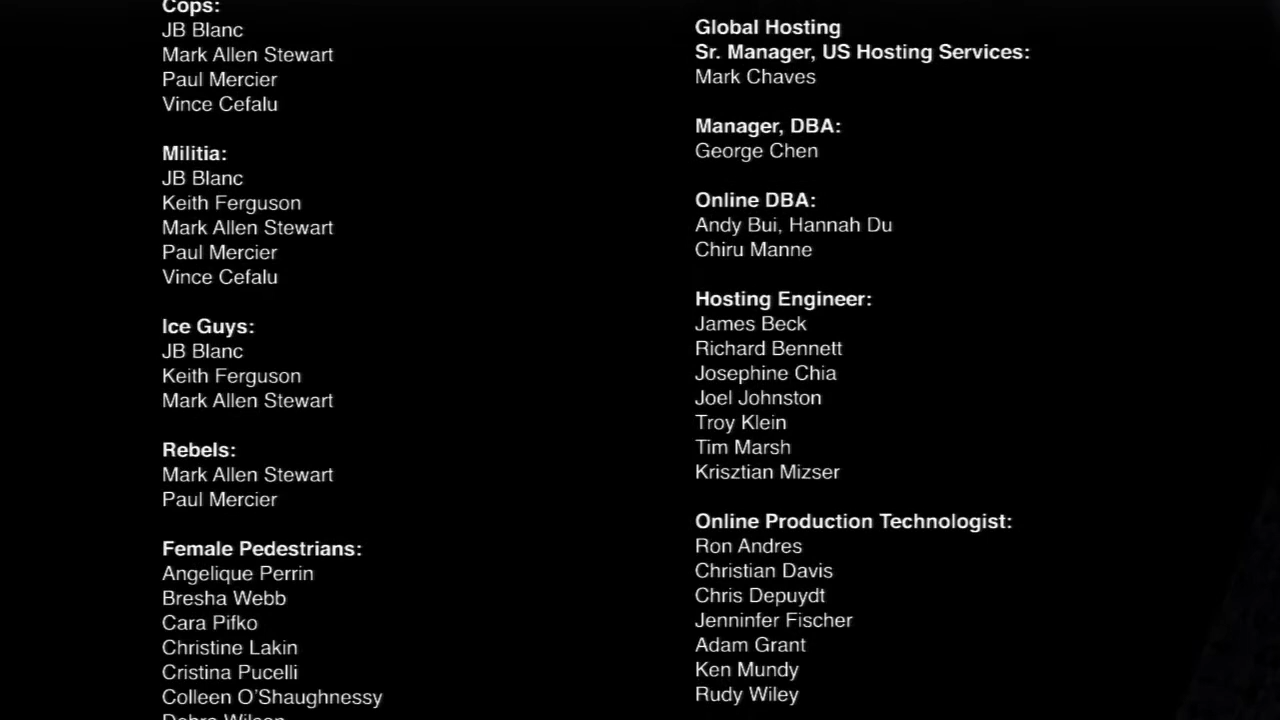 Cops:
JB Blanc
Mark Allen Stewart
Paul Mercier
Vince Cefalu
Militia:
JB Blanc
Keith Ferguson
Mark Allen Stewart
Paul Mercier
Vince Cefalu
Ice Guys:
JB Blanc
Keith Ferguson
Mark Allen Stewart
Rebels:
Mark Allen Stewart
Paul Mercier
Female Pedestrians:
Angelique Perrin
Bresha Webb
Cara Pifko
Christine Lakin
Cristina Pucelli
Colleen O'Shaughnessy
Debra Wilson
Global Hosting
Sr. Manager, US Hosting Services:
Mark Chaves
Manager, DBA:
George Chen
Online DBA:
Andy Bui, Hannah Du
Chiru Manne
Hosting Engineer:
James Beck
Richard Bennett
Josephine Chia
Joel Johnston
Troy Klein
Tim Marsh
Krisztian Mizser
Online Production Technologist:
Ron Andres
Christian Davis
Chris Depuydt
Jenninfer Fischer
Adam Grant
Ken Mundy
Rudy Wiley